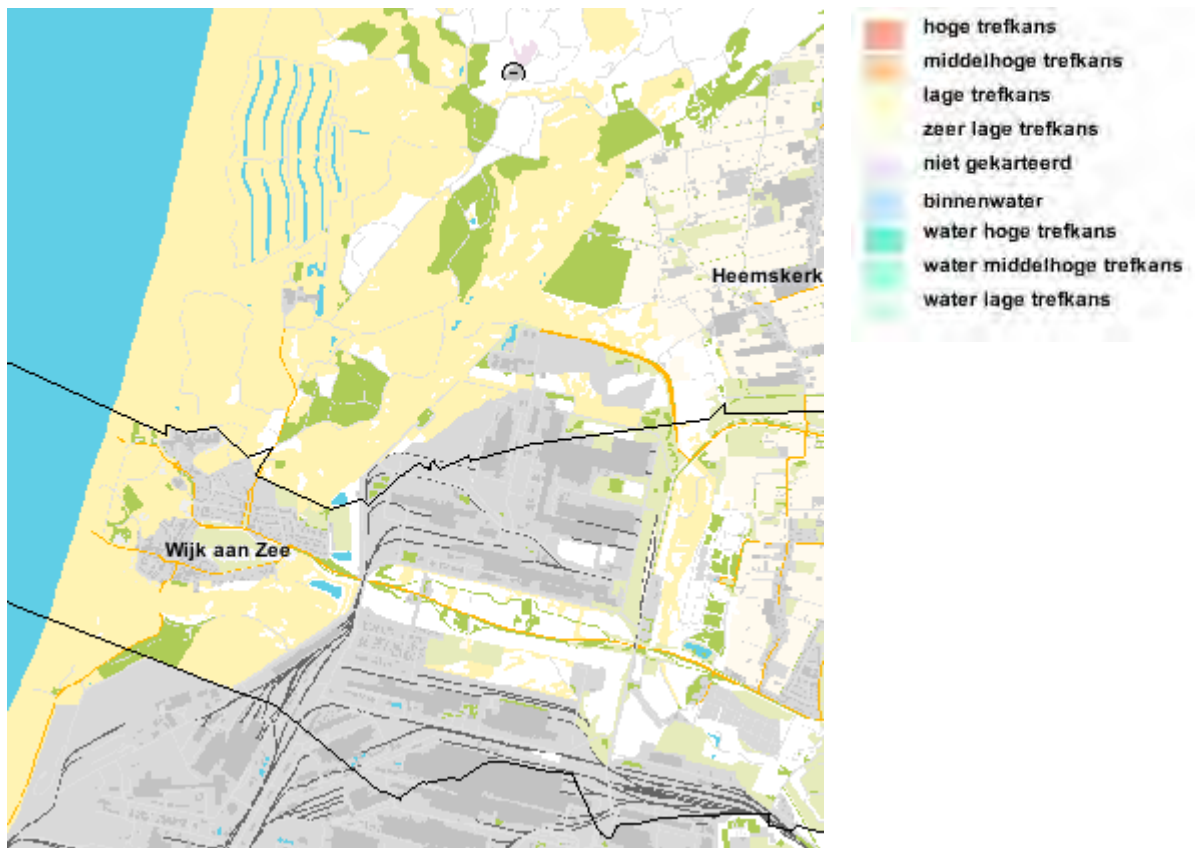 hoge trefkans
middelhoge trefkans
lage trefkans
zeer lage trefkans
niet gekarteerd
binnenwater
water hoge trefkans
water middelhoge trefkans
water lage trefkans
Heemskerk
Wijk aan Zee